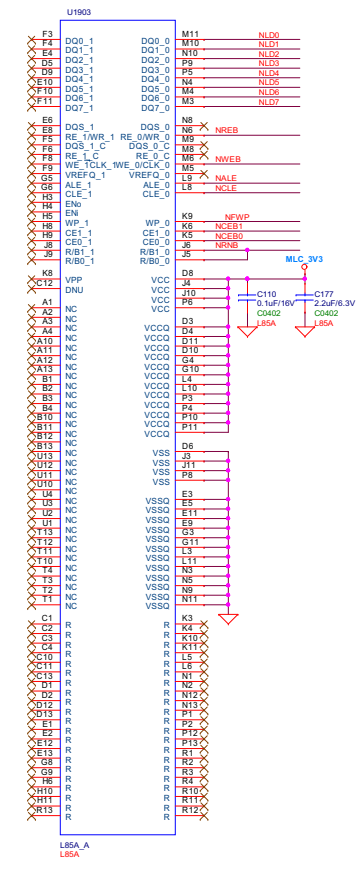 U1903
F3 DQ0_1 DQ0_0 M11 NLD0
F4 DQ1_1 DQ1_0 M10 NLD1
E4 DQ2_1 DQ2_0 N10 NLD2
D5 DQ3_1 DQ3_0 P9 NLD3
D9 DQ4_1 DQ4_0 P5 NLD4
E10 DQ5_1 DQ5_0 N4 NLD5
F10 DQ6_1 DQ6_0 M4 NLD6
F11 DQ7_1 DQ7_0 M3 NLD7
E6 DQS_1 DQS_0 N8
E8 RE_1/WR_1 RE_0/WR_0 N6 NREB
F5 DQS_1_C DQS_0_C M9
F6 RE_1_C RE_0_C M8
F8 WE_1CLK_1 WE_0/CLK_0 M6 NWEB
F9 VREFQ_1 VREFQ_0 M5
G5 ALE_1 ALE_0 L9 NALE
G6 CLE_1 CLE_0 L8 NCLE
H3 ENo
H4 ENi
H5 WP_1 WP_0 K9 NFWP
H8 CE1_1 CE1_0 K6 NCEB1
H9 CE0_1 CE0_0 K5 NCEB0
J8 R/B1_1 R/B1_0 J6 NRNB
J9 R/B0_1 R/B0_0 J5
MLC_3V3
K8 VPP VCC D8
C12 DNU VCC J4
VCC J10
A1 NC VCC P6
C110
0.1uF/16V
C0402
L85A
C177
2.2uF/6.3V
C0402
L85A
A2 NC
A3 NC VCCQ D3
A4 NC VCCQ D4
A10 NC VCCQ D11
A11 NC VCCQ D10
A12 NC VCCQ G4
A13 NC VCCQ G10
B1 NC VCCQ L4
B2 NC VCCQ L10
B3 NC VCCQ P3
B4 NC VCCQ P4
B10 NC VCCQ P10
B11 NC VCCQ P11
B12 NC
B13 NC VSS D6
U13 NC VSS J3
U12 NC VSS J11
U11 NC VSS P8
U10 NC
U4 NC VSSQ E3
U3 NC VSSQ E5
U2 NC VSSQ E11
U1 NC VSSQ E9
T13 NC VSSQ G3
T12 NC VSSQ G11
T11 NC VSSQ L3
T10 NC VSSQ L11
T4 NC VSSQ N3
T3 NC VSSQ N5
T2 NC VSSQ N9
T1 NC VSSQ N11
C1 R R K3
C2 R R K4
C3 R R K10
C4 R R K11
C10 R R L5
C11 R R L6
C13 R R N1
D1 R R N2
D2 R R N12
D12 R R N13
D13 R R P1
E1 R R P2
E2 R R P12
E12 R R P13
E13 R R R1
G8 R R R2
G9 R R R3
H6 R R R4
H10 R R R10
H11 R R R11
R13 R R R12
L85A_A
L85A